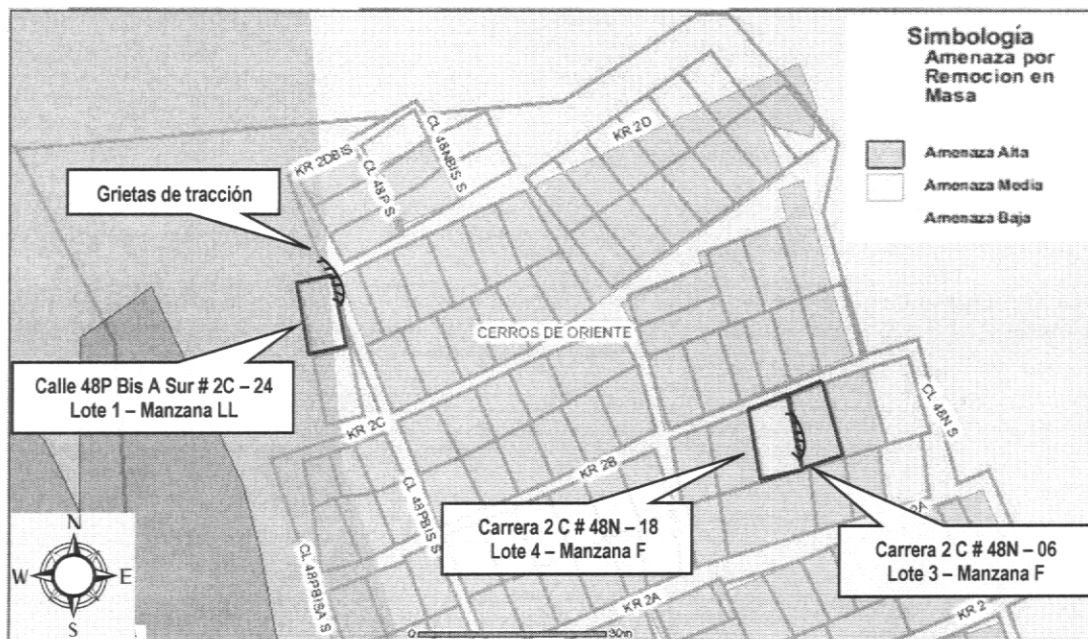 Simbología
Amenaza por
Remocion en
Masa
Amenaza Alta
Amenaza Media
Amenaza Baja
KR 2D
CL 48NBIS S
KR 2DBIS
CL 48P S
Grietas de tracción
CERROS DE ORIENTE
Calle 48P Bis A Sur # 2C – 24
Lote 1 – Manzana LL
KR 2C
CL 48N S
KR 2B
CL 48PBIS S
2A
Carrera 2 C # 48N – 18
Lote 4 – Manzana F
Carrera 2 C # 48N – 06
Lote 3 – Manzana F
CL 48PBISA S
KR 2A
KR 2
N
W
E
S
0
30m